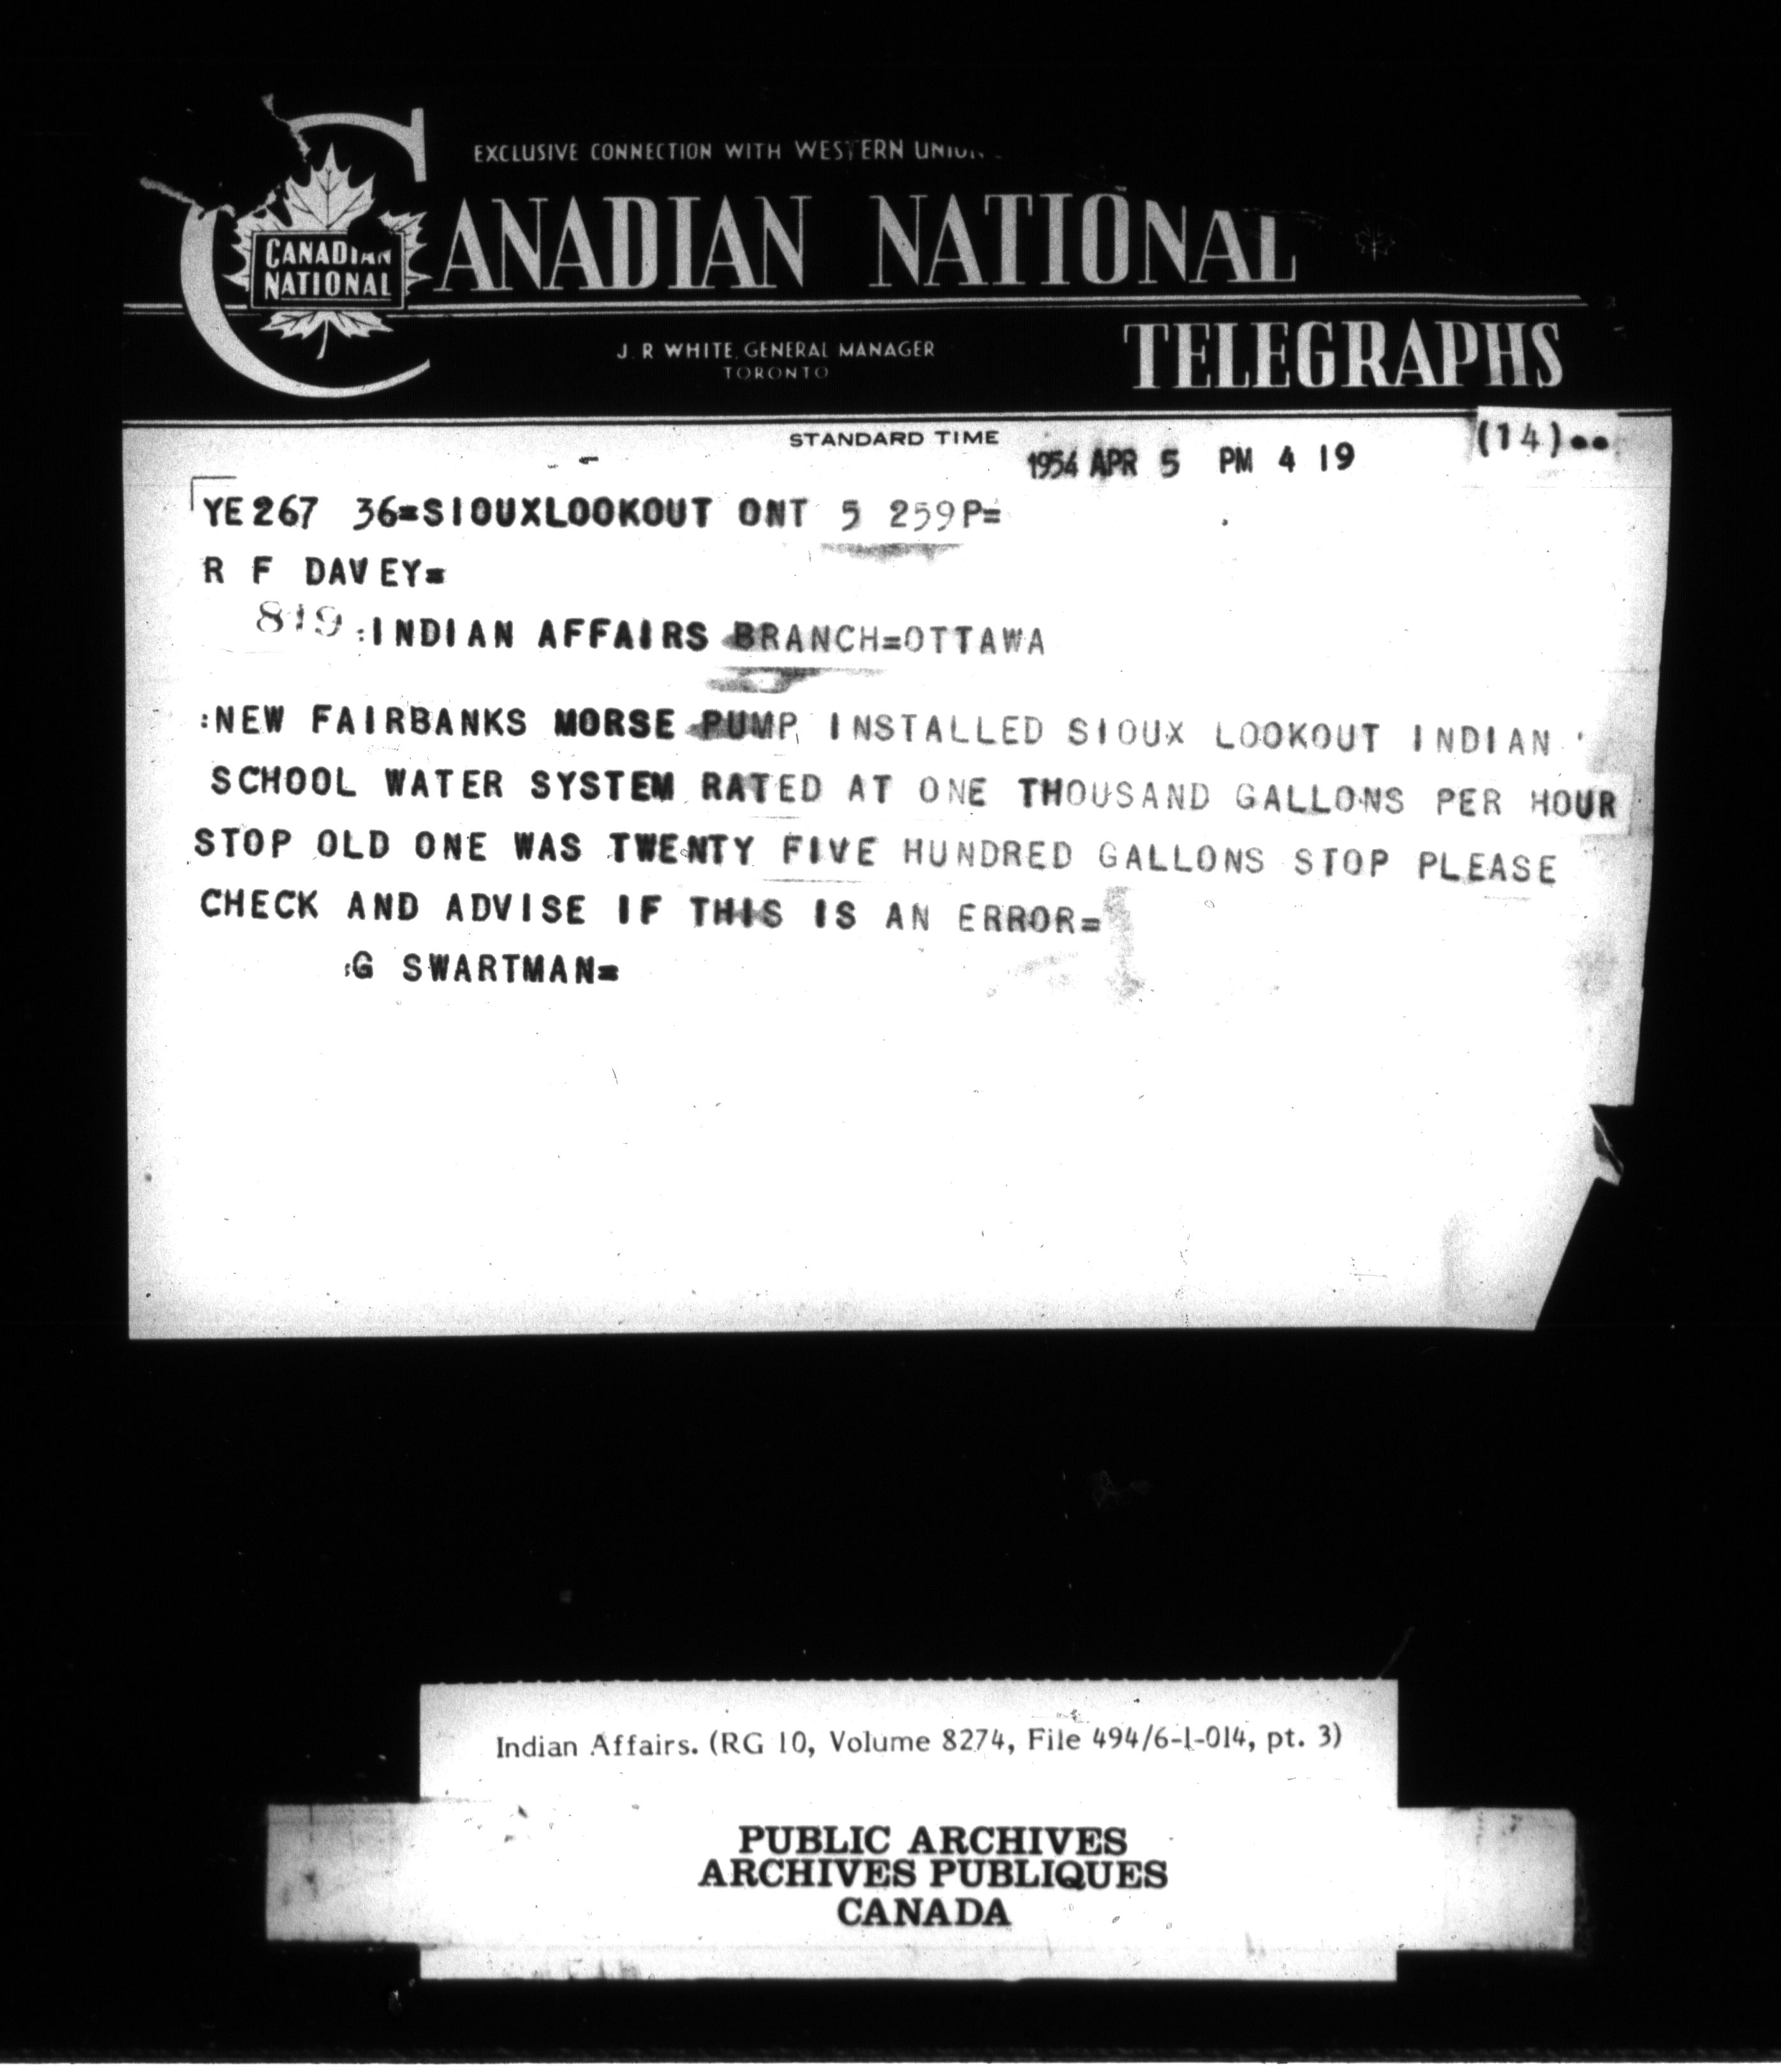 EXCLUSIVE CONNECTION WITH WESTERN UNION
CANADIAN NATIONAL
CANADIAN
NATIONAL
TELEGRAPHS
J. R WHITE, GENERAL MANAGER
TORONTO
STANDARD TIME
1954 APR 5 PM 4 19
(14)..
YE267 36=SIOUXLOOKOUT ONT 5 259P=
R F DAVEY=
819 :INDIAN AFFAIRS BRANCH=OTTAWA
:NEW FAIRBANKS MORSE PUMP INSTALLED SIOUX LOOKOUT INDIAN
SCHOOL WATER SYSTEM RATED AT ONE THOUSAND GALLONS PER HOUR
STOP OLD ONE WAS TWENTY FIVE HUNDRED GALLONS STOP PLEASE
CHECK AND ADVISE IF THIS IS AN ERROR=
:G SWARTMAN=
Indian Affairs. (RG 10, Volume 8274, File 494/6-1-014, pt. 3)
PUBLIC ARCHIVES
ARCHIVES PUBLIQUES
CANADA